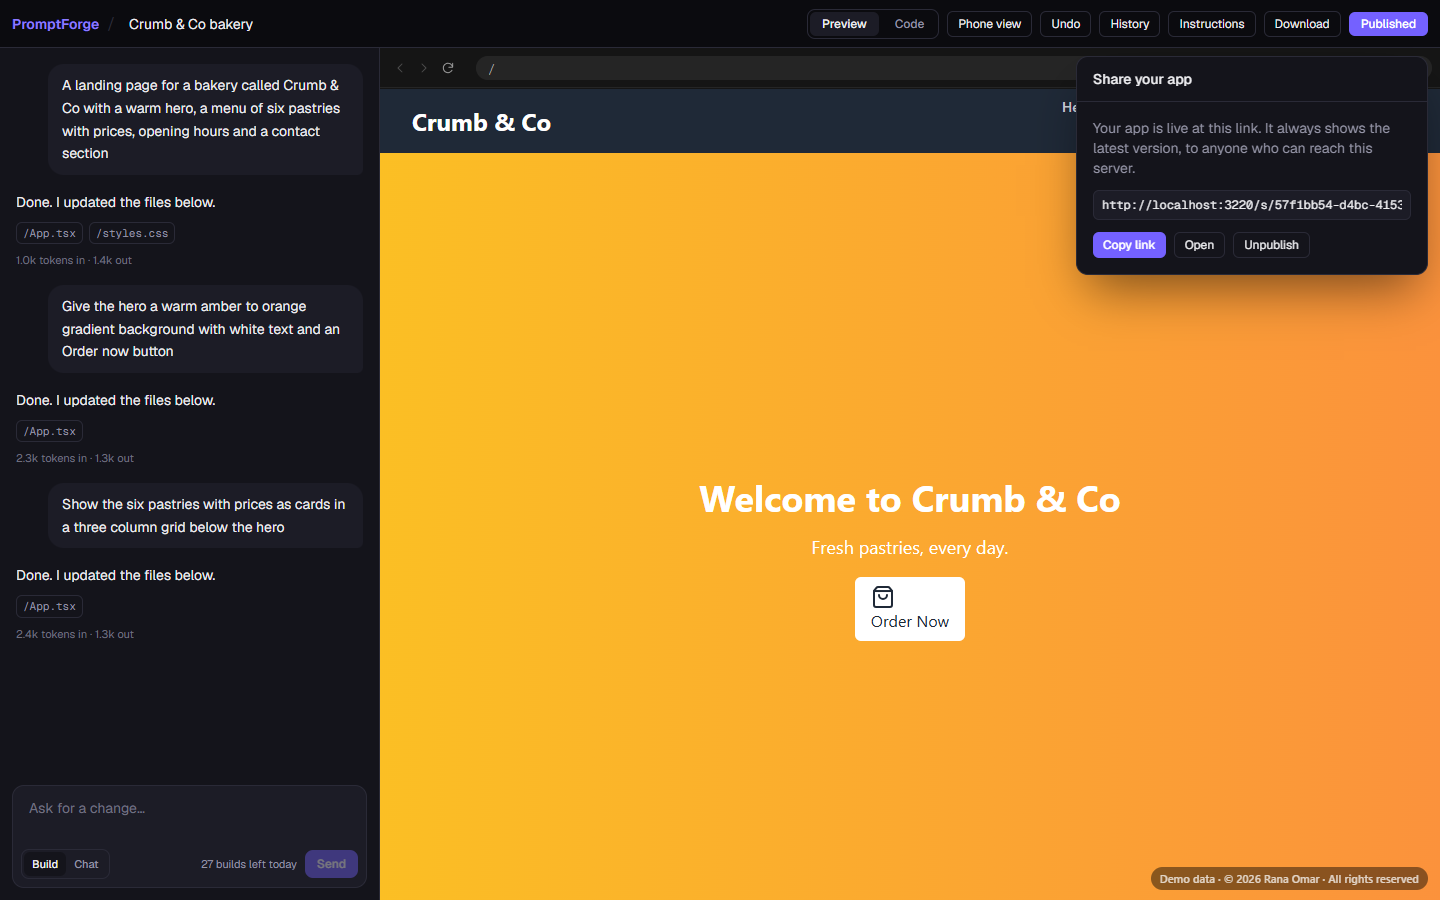 PromptForge / Crumb & Co bakery
Preview Code Phone view Undo History Instructions Download Published
A landing page for a bakery called Crumb &
Co with a warm hero, a menu of six pastries
with prices, opening hours and a contact
section
Done. I updated the files below.
/App.tsx /styles.css
1.0k tokens in · 1.4k out
Give the hero a warm amber to orange
gradient background with white text and an
Order now button
Done. I updated the files below.
/App.tsx
2.3k tokens in · 1.3k out
Show the six pastries with prices as cards in
a three column grid below the hero
Done. I updated the files below.
/App.tsx
2.4k tokens in · 1.3k out
Ask for a change...
Build Chat 27 builds left today Send
/
Crumb & Co
Share your app
Your app is live at this link. It always shows the
latest version, to anyone who can reach this
server.
http://localhost:3220/s/57f1bb54-d4bc-4153
Copy link Open Unpublish
Welcome to Crumb & Co
Fresh pastries, every day.
Order Now
Demo data · © 2026 Rana Omar · All rights reserved